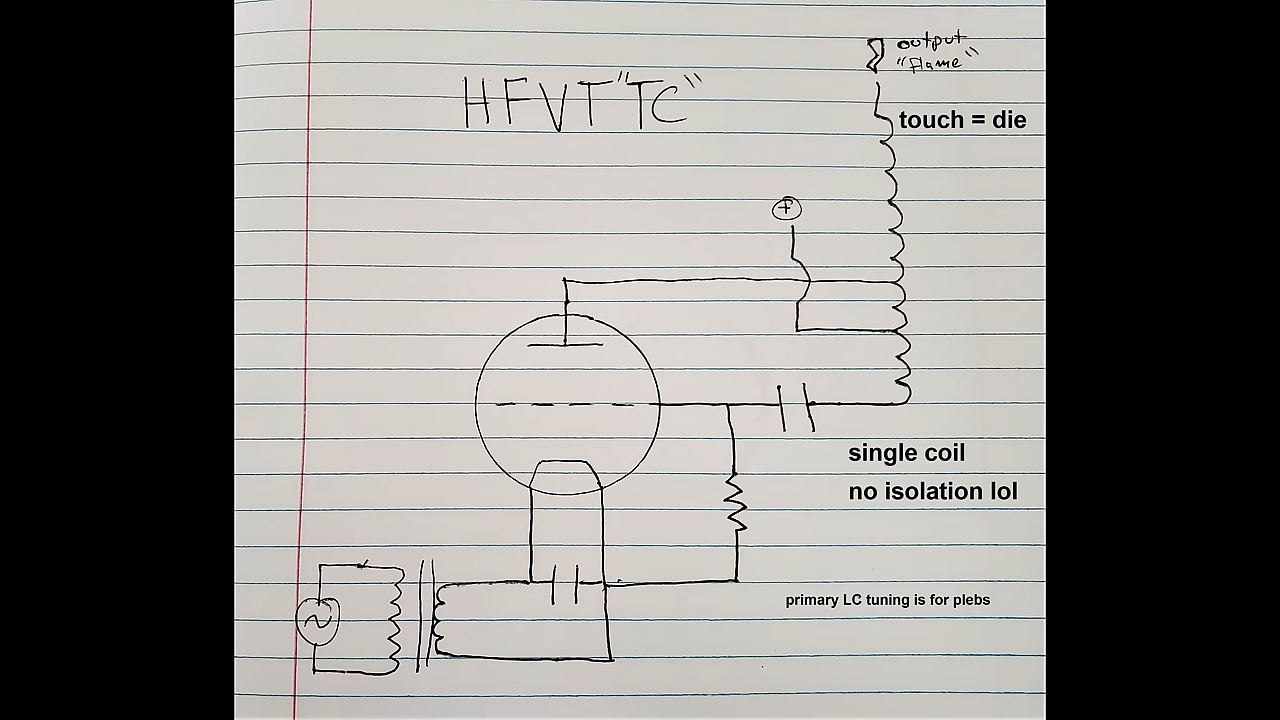 output
"flame"
HFVT "TC"
touch = die
+
single coil
no isolation lol
primary LC tuning is for plebs